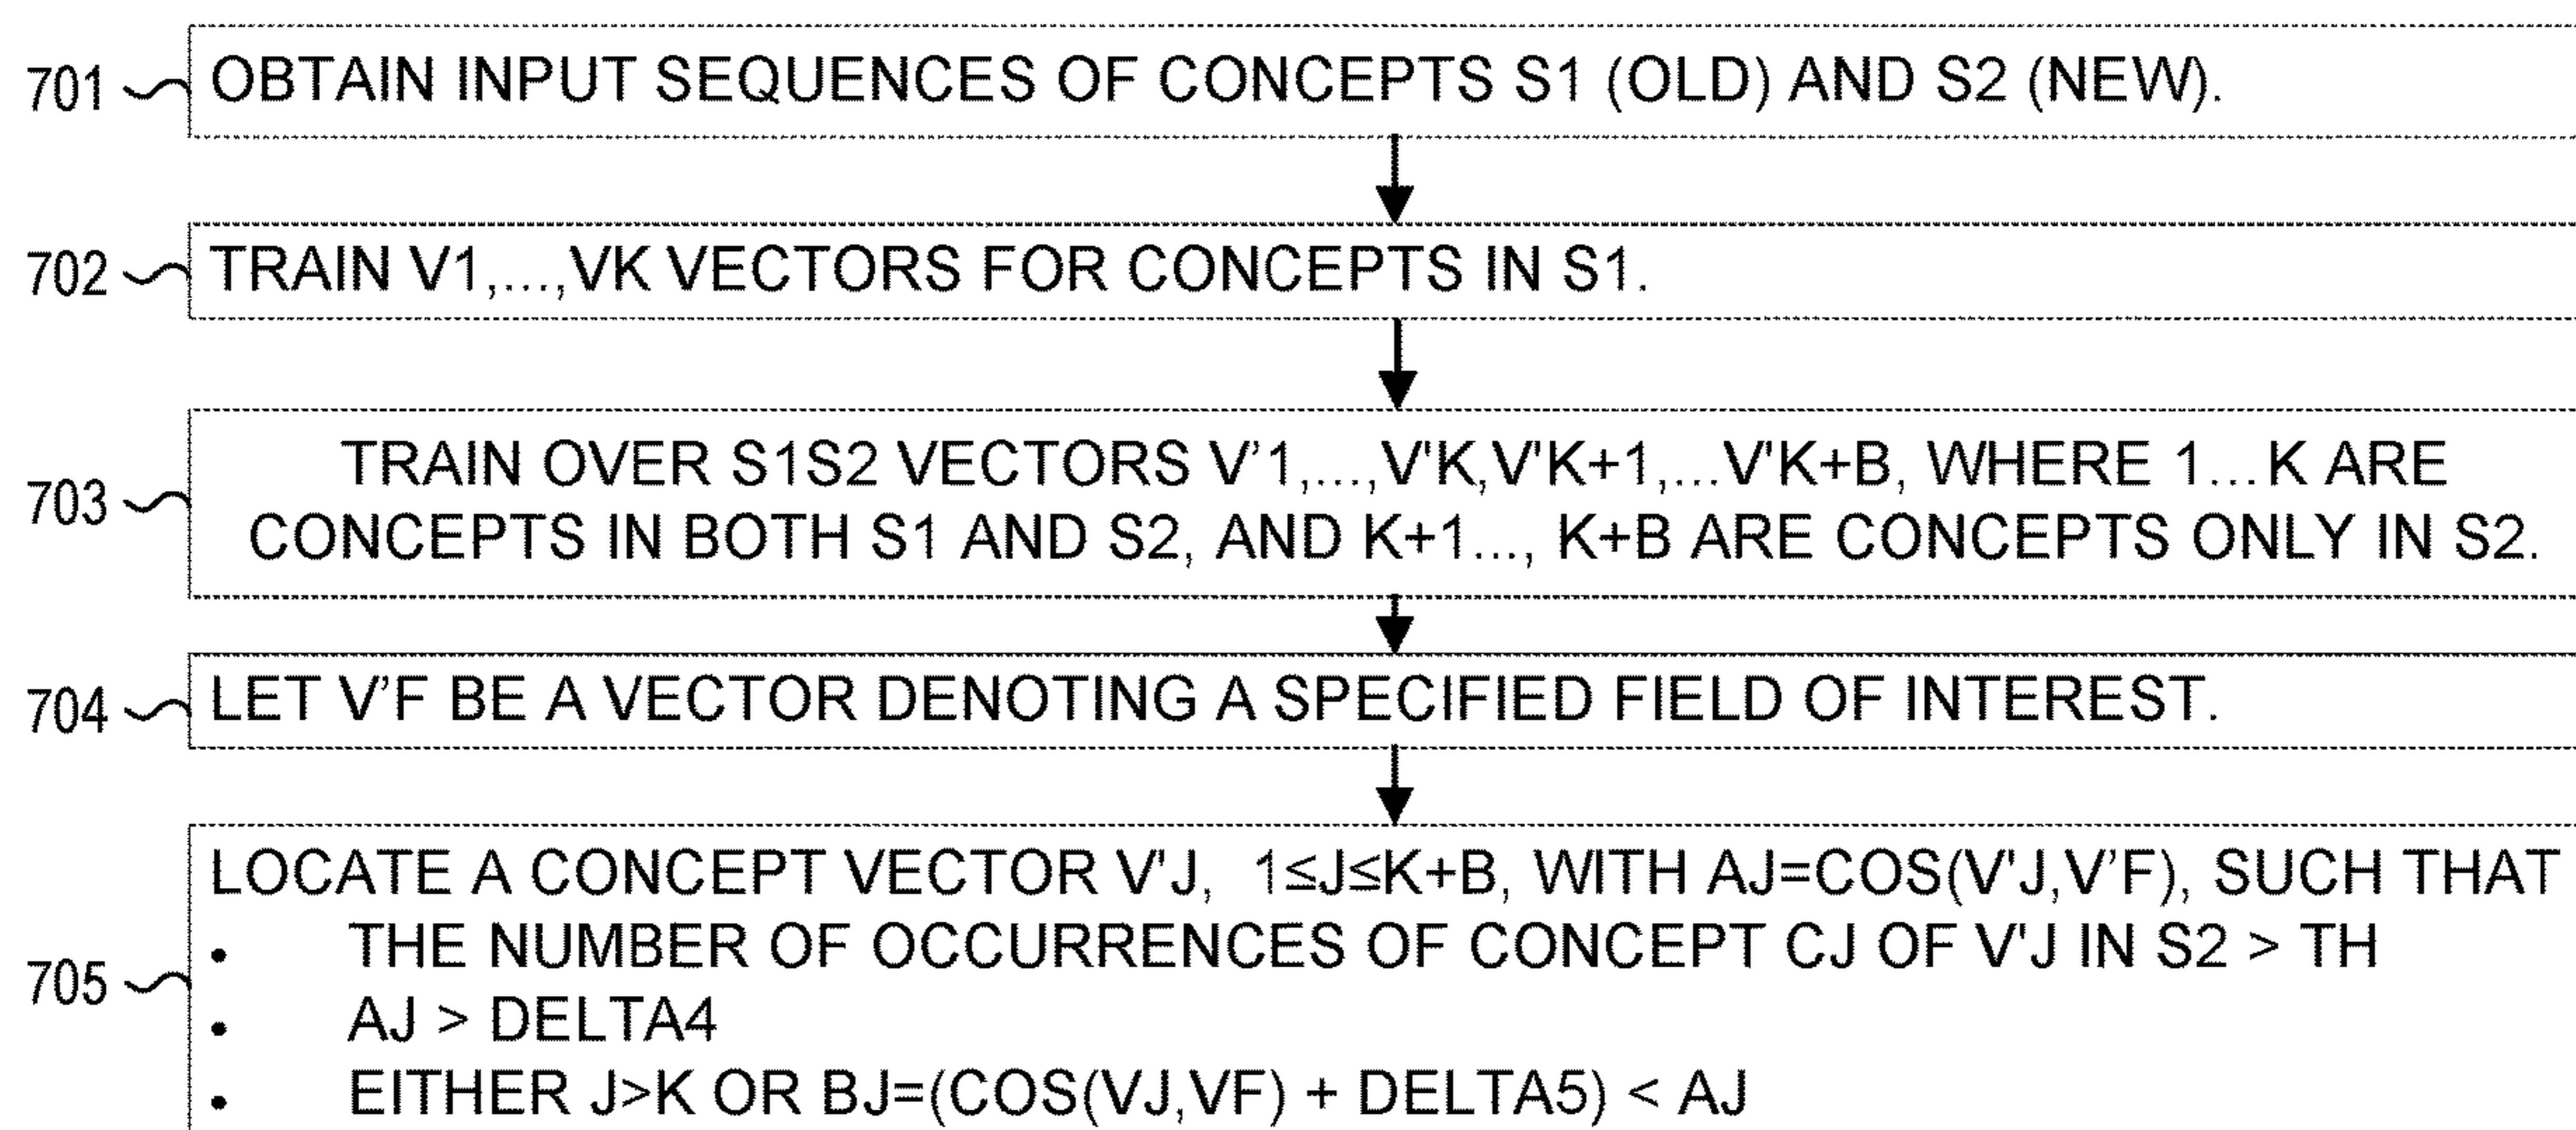 701 OBTAIN INPUT SEQUENCES OF CONCEPTS S1 (OLD) AND S2 (NEW).
702 TRAIN V1,...,VK VECTORS FOR CONCEPTS IN S1.
TRAIN OVER S1S2 VECTORS V'1,...,V'K,V'K+1,...V'K+B, WHERE 1...K ARE
703 CONCEPTS IN BOTH S1 AND S2, AND K+1..., K+B ARE CONCEPTS ONLY IN S2.
704 LET V'F BE A VECTOR DENOTING A SPECIFIED FIELD OF INTEREST.
LOCATE A CONCEPT VECTOR V'J, 1≤J≤K+B, WITH AJ=COS(V'J,V'F), SUCH THAT
• THE NUMBER OF OCCURRENCES OF CONCEPT CJ OF V'J IN S2 > TH
705
• AJ > DELTA4
• EITHER J>K OR BJ=(COS(VJ,VF) + DELTA5) < AJ